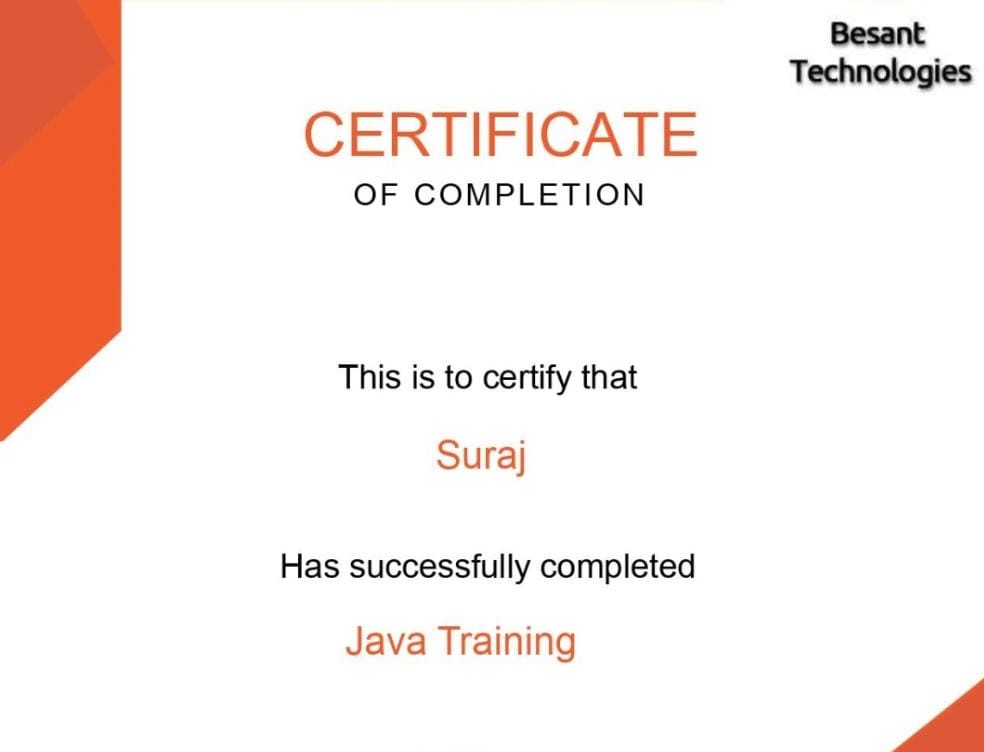 Besant
Technologies
CERTIFICATE
OF COMPLETION
This is to certify that
Suraj
Has successfully completed
Java Training